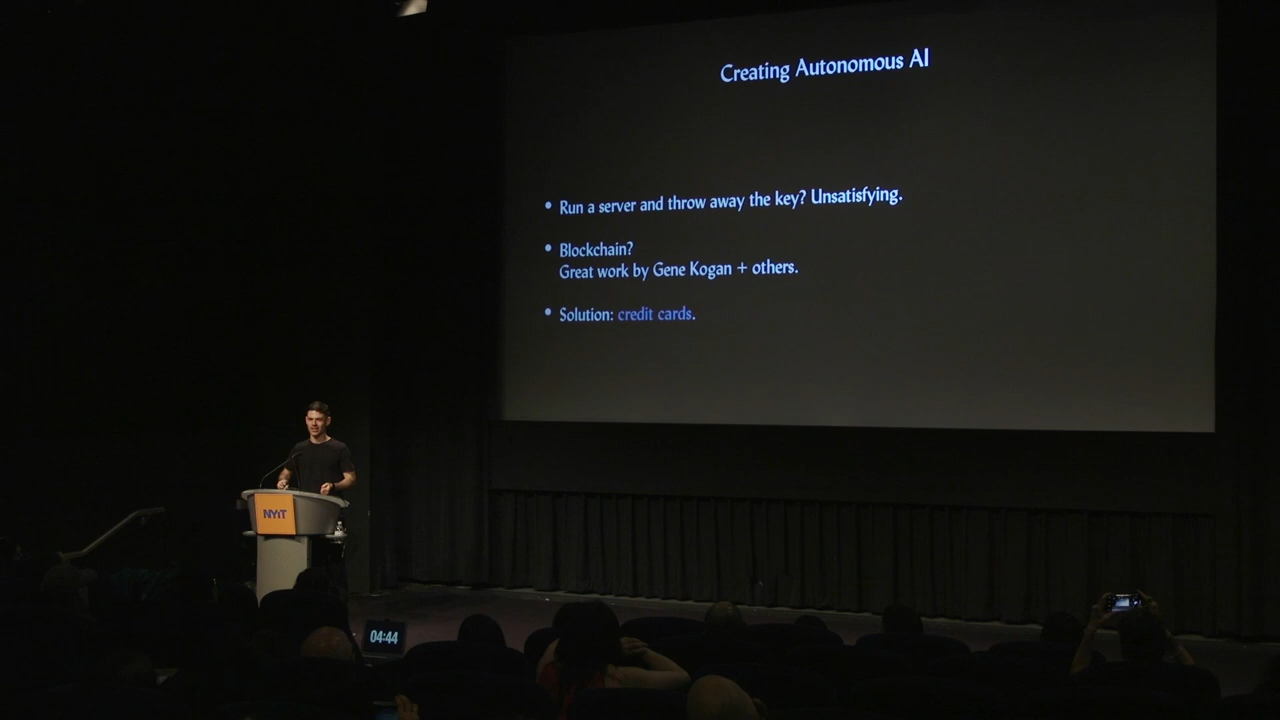 Creating Autonomous AI
• Run a server and throw away the key? Unsatisfying.
• Blockchain?
Great work by Gene Kogan + others.
• Solution: credit cards.
NYIT
04:44